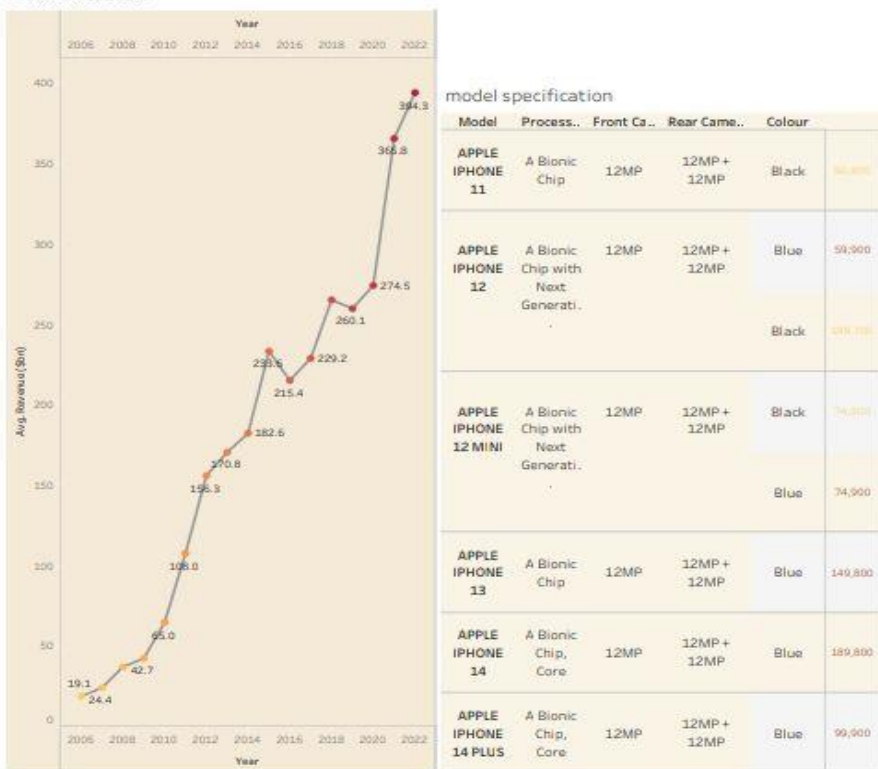 Year
2006 2008 2010 2012 2014 2016 2018 2020 2022
Avg. Revenue ($bn)
400
350
300
250
200
150
100
50
0
394.3
365.8
274.5
260.1
229.2
233.6
215.4
182.6
170.8
156.3
108.0
65.0
42.7
19.1
24.4
2006 2008 2010 2012 2014 2016 2018 2020 2022
Year
model specification
Model Process.. Front Ca.. Rear Came.. Colour
APPLE
IPHONE
11
A Bionic
Chip
12MP
12MP +
12MP
Black
APPLE
IPHONE
12
A Bionic
Chip with
Next
Generati.
.
12MP
12MP +
12MP
Blue
59,900
Black
APPLE
IPHONE
12 MINI
A Bionic
Chip with
Next
Generati.
.
12MP
12MP +
12MP
Black
Blue
74,900
APPLE
IPHONE
13
A Bionic
Chip
12MP
12MP +
12MP
Blue
149,800
APPLE
IPHONE
14
A Bionic
Chip,
Core
12MP
12MP +
12MP
Blue
189,800
APPLE
IPHONE
14 PLUS
A Bionic
Chip,
Core
12MP
12MP +
12MP
Blue
99,900